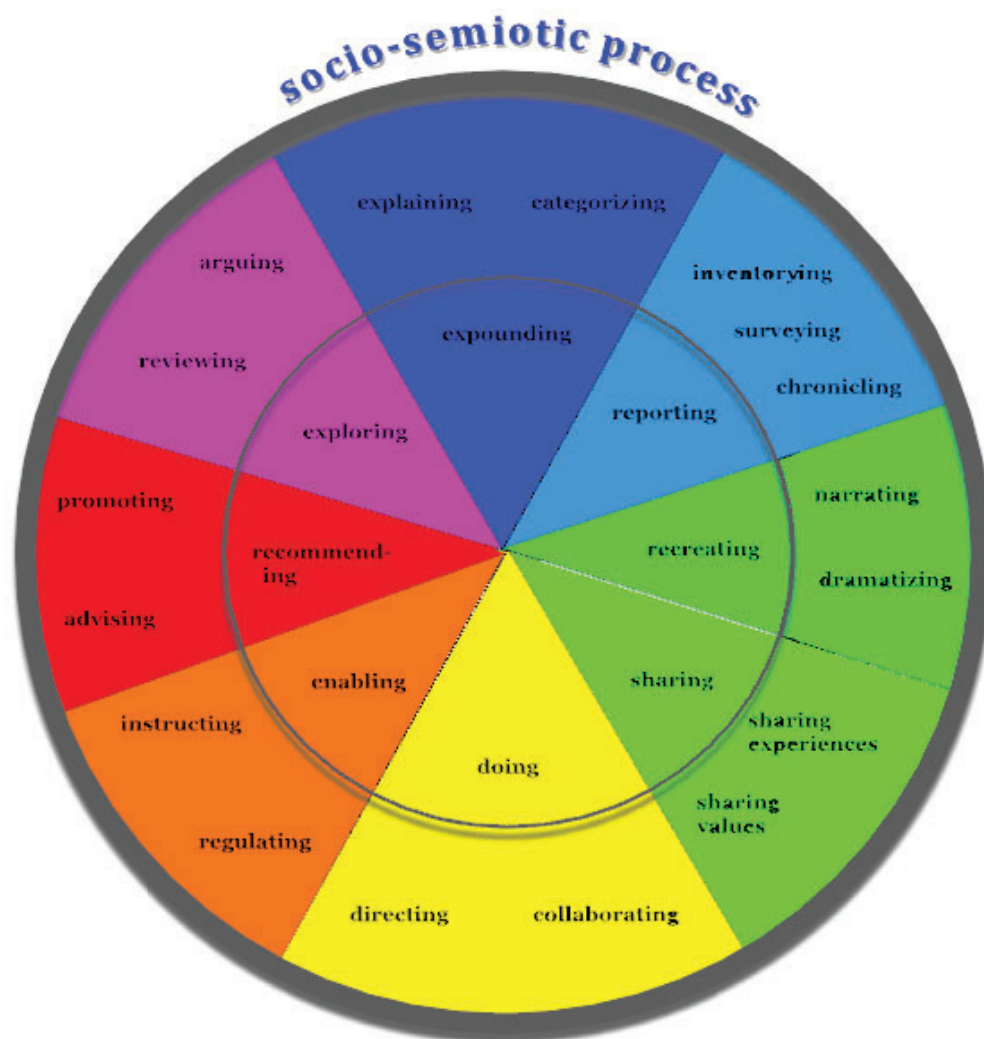 socio-semiotic process
explaining
categorizing
arguing
inventorying
expounding
surveying
reviewing
chronicling
reporting
exploring
promoting
narrating
recommend-
ing
recreating
dramatizing
advising
enabling
sharing
instructing
sharing
experiences
doing
sharing
values
regulating
directing
collaborating